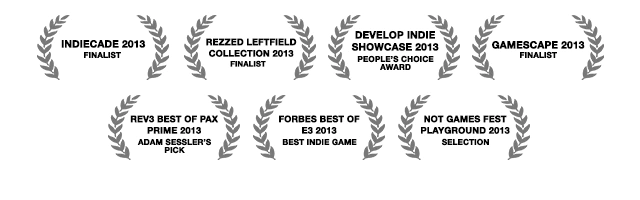 INDIECADE 2013
FINALIST
REZZED LEFTFIELD
COLLECTION 2013
FINALIST
DEVELOP INDIE
SHOWCASE 2013
PEOPLE'S CHOICE
AWARD
GAMESCAPE 2013
FINALIST
REV3 BEST OF PAX
PRIME 2013
ADAM SESSLER'S
PICK
FORBES BEST OF
E3 2013
BEST INDIE GAME
NOT GAMES FEST
PLAYGROUND 2013
SELECTION